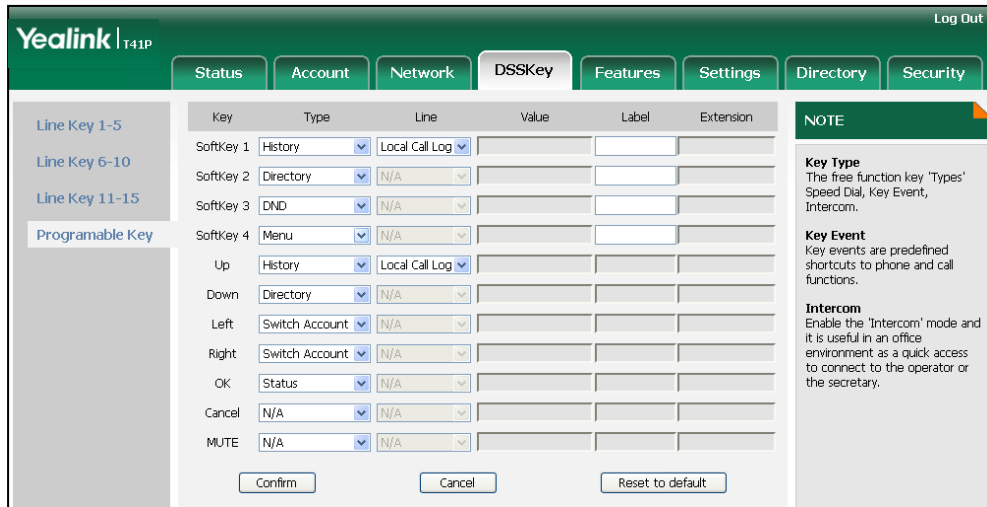 Log Out
Yealink T41P
Status Account Network DSSKey Features Settings Directory Security
Line Key 1-5
Line Key 6-10
Line Key 11-15
Programable Key
Key Type Line Value Label Extension
SoftKey 1 History Local Call Log
SoftKey 2 Directory N/A
SoftKey 3 DND N/A
SoftKey 4 Menu N/A
Up History Local Call Log
Down Directory N/A
Left Switch Account N/A
Right Switch Account N/A
OK Status N/A
Cancel N/A N/A
MUTE N/A N/A
Confirm Cancel Reset to default
NOTE
Key Type
The free function key 'Types'
Speed Dial, Key Event,
Intercom.
Key Event
Key events are predefined
shortcuts to phone and call
functions.
Intercom
Enable the 'Intercom' mode and
it is useful in an office
environment as a quick access
to connect to the operator or
the secretary.